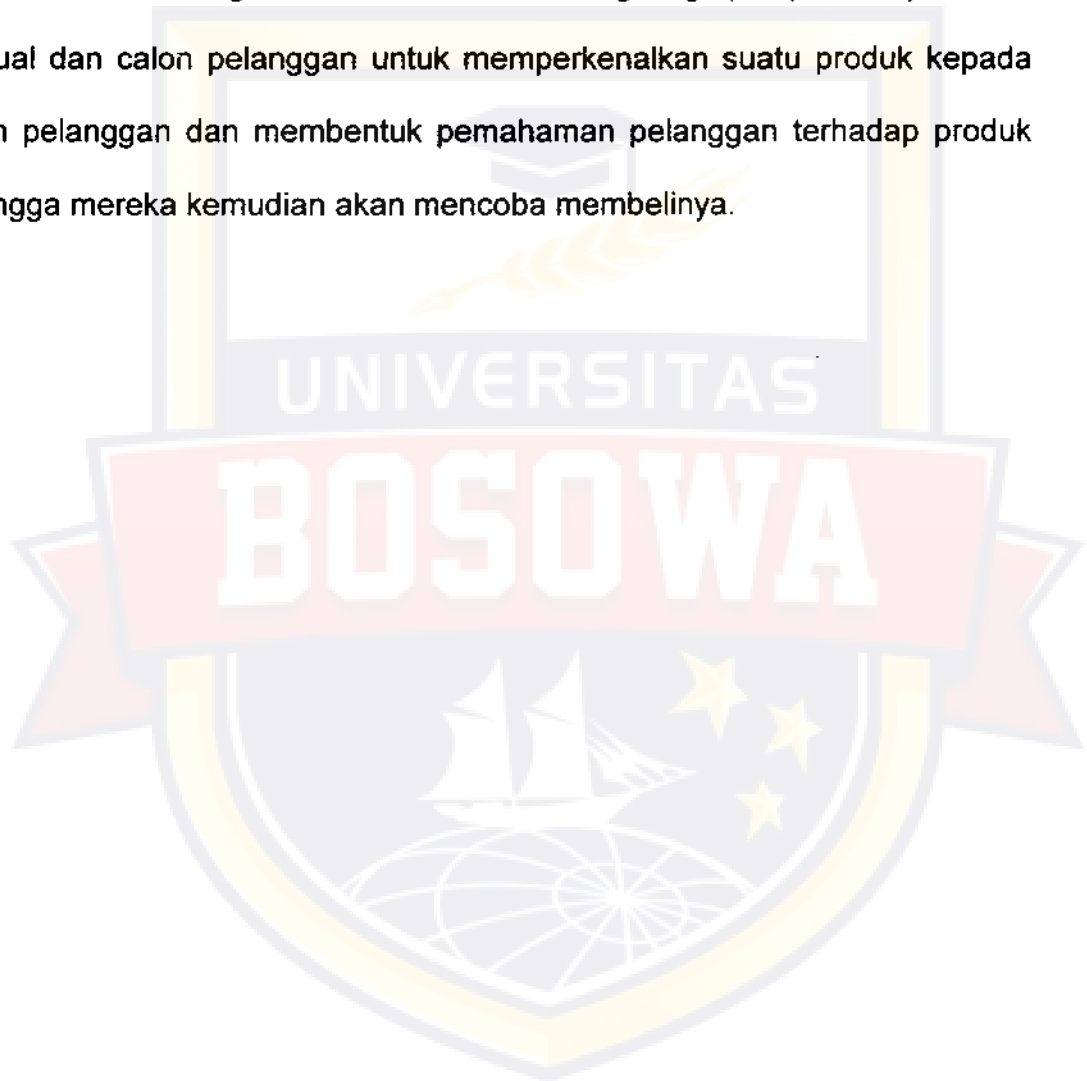 ual dan calon pelanggan untuk memperkenalkan suatu produk kepada
n pelanggan dan membentuk pemahaman pelanggan terhadap produk
ngga mereka kemudian akan mencoba membelinya.
UNIVERSITAS
BOSOWA